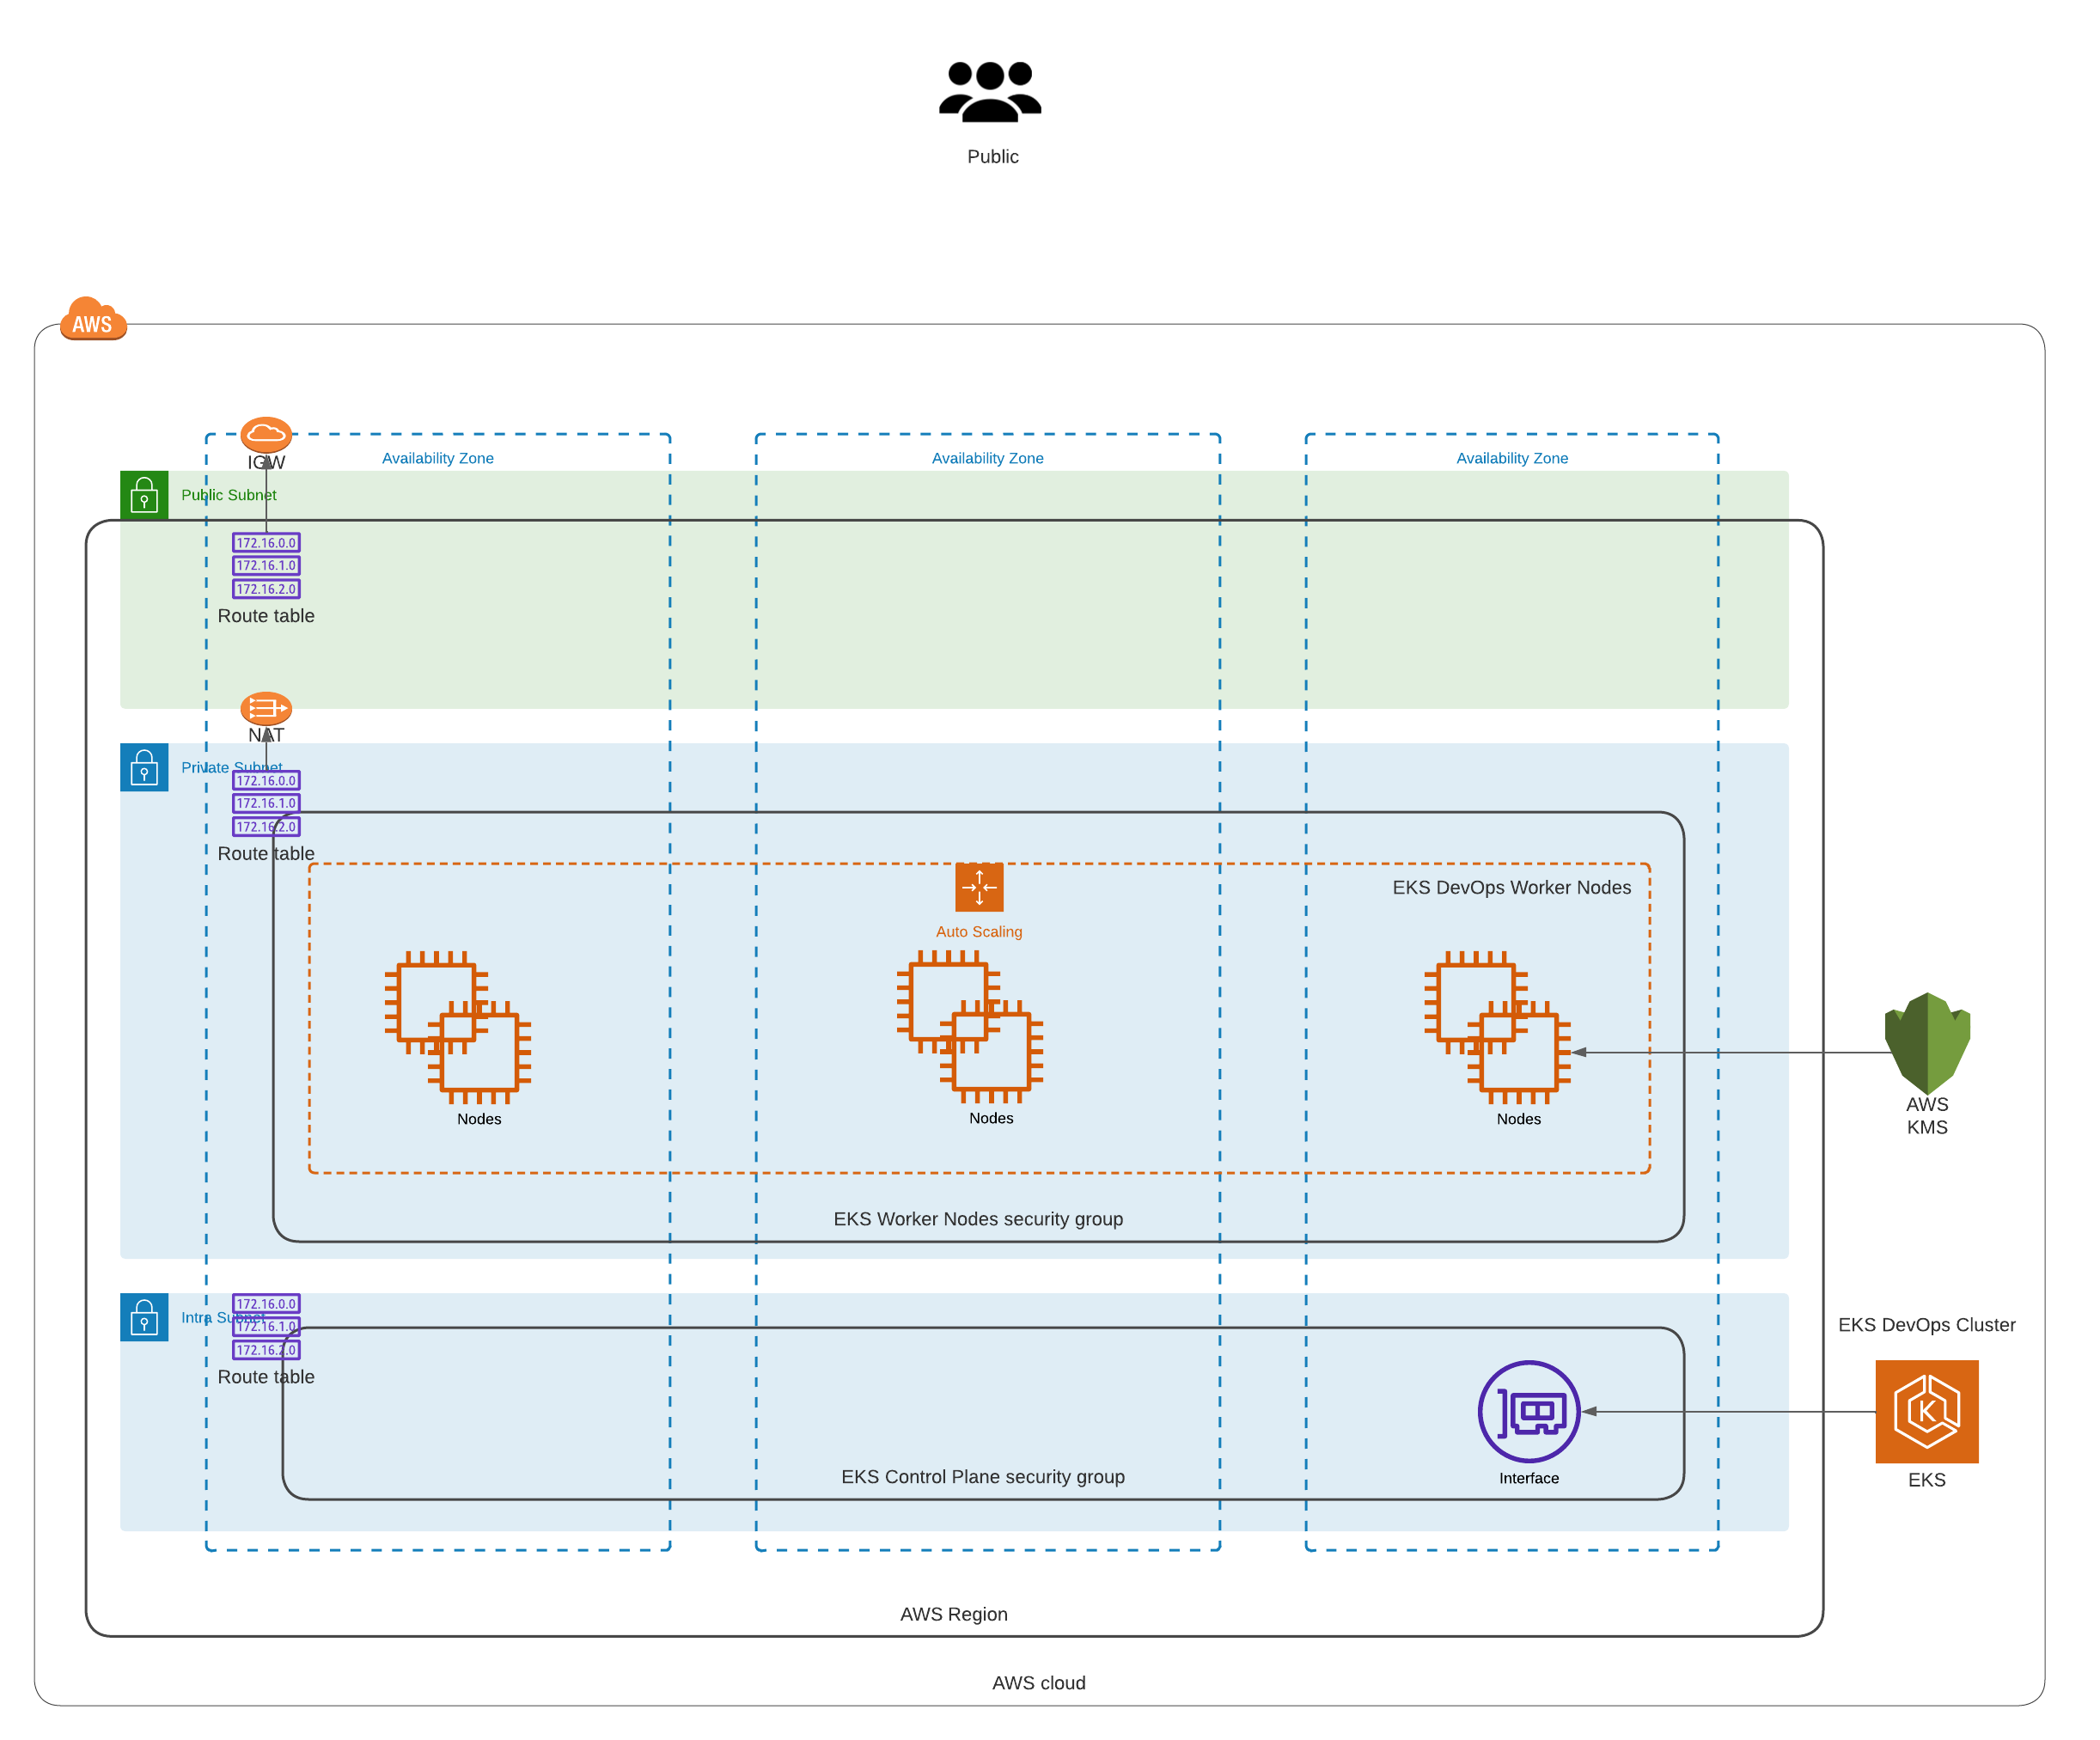 Public
AWS
IGW
Availability Zone
Availability Zone
Availability Zone
Public Subnet
172.16.0.0
172.16.1.0
172.16.2.0
Route table
NAT
Private Subnet
172.16.0.0
172.16.1.0
172.16.2.0
Route table
EKS DevOps Worker Nodes
Auto Scaling
Nodes
Nodes
Nodes
AWS
KMS
EKS Worker Nodes security group
Intra Subnet
172.16.0.0
172.16.1.0
172.16.2.0
Route table
EKS DevOps Cluster
K
EKS Control Plane security group
Interface
EKS
AWS Region
AWS cloud